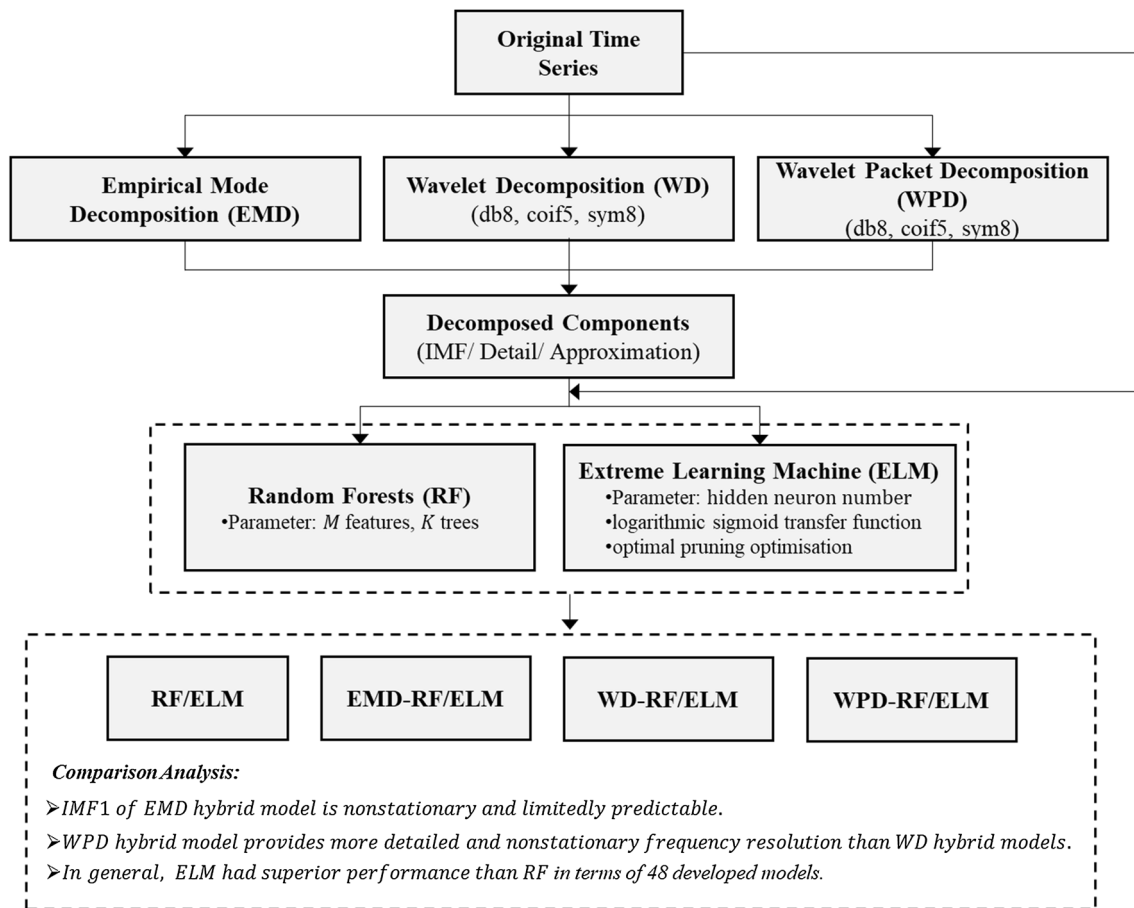 Original Time
Series
Empirical Mode
Decomposition (EMD)
Wavelet Decomposition (WD)
(db8, coif5, sym8)
Wavelet Packet Decomposition
(WPD)
(db8, coif5, sym8)
Decomposed Components
(IMF/ Detail/ Approximation)
Random Forests (RF)
•Parameter: M features, K trees
Extreme Learning Machine (ELM)
•Parameter: hidden neuron number
•logarithmic sigmoid transfer function
•optimal pruning optimisation
RF/ELM
EMD-RF/ELM
WD-RF/ELM
WPD-RF/ELM
Comparison Analysis:
➢IMF1 of EMD hybrid model is nonstationary and limitedly predictable.
➢WPD hybrid model provides more detailed and nonstationary frequency resolution than WD hybrid models.
➢In general, ELM had superior performance than RF in terms of 48 developed models.